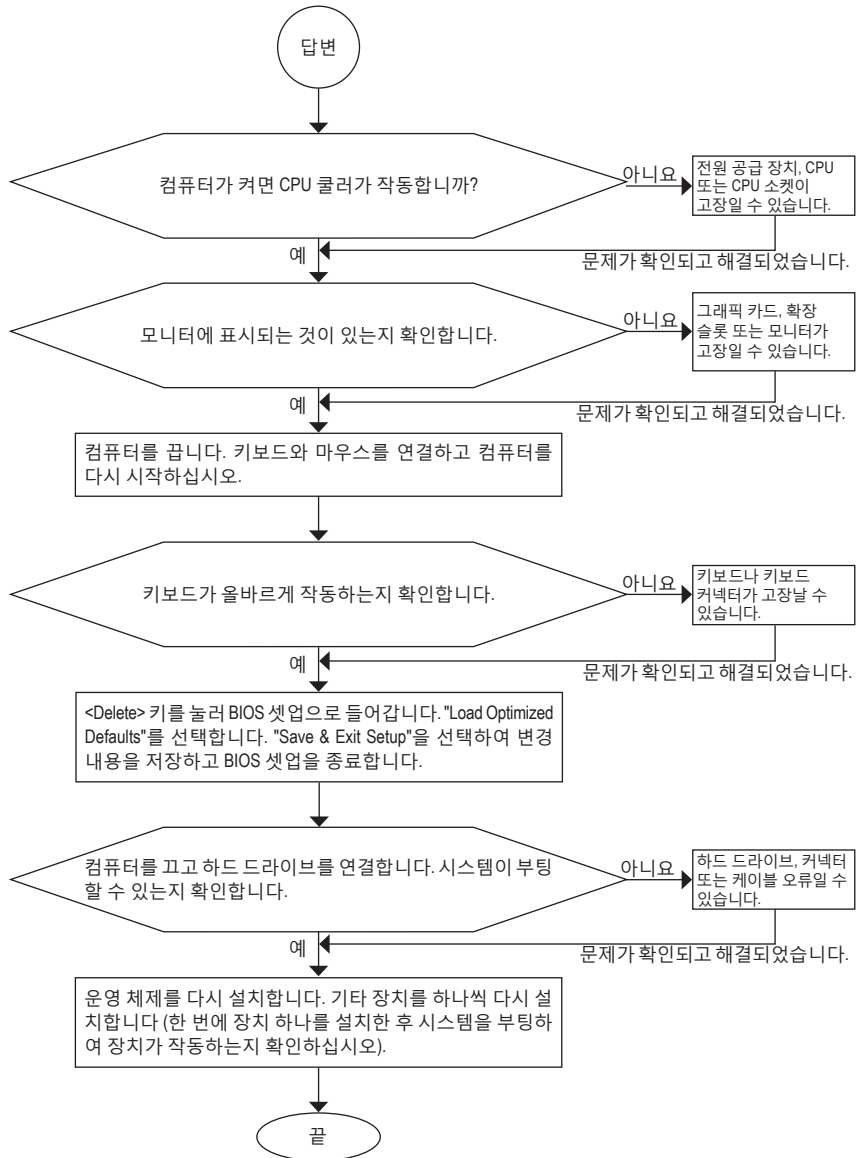 답변
컴퓨터가 켜면 CPU 쿨러가 작동합니까?
아니요
전원 공급 장치, CPU
또는 CPU 소켓이
고장일 수 있습니다.
예
문제가 확인되고 해결되었습니다.
모니터에 표시되는 것이 있는지 확인합니다.
아니요
그래픽 카드, 확장
슬롯 또는 모니터가
고장일 수 있습니다.
예
문제가 확인되고 해결되었습니다.
컴퓨터를 끕니다. 키보드와 마우스를 연결하고 컴퓨터를
다시 시작하십시오.
키보드가 올바르게 작동하는지 확인합니다.
아니요
키보드나 키보드
커넥터가 고장날 수
있습니다.
예
문제가 확인되고 해결되었습니다.
<Delete> 키를 눌러 BIOS 셋업으로 들어갑니다. "Load Optimized
Defaults"를 선택합니다. "Save & Exit Setup"을 선택하여 변경
내용을 저장하고 BIOS 셋업을 종료합니다.
컴퓨터를 끄고 하드 드라이브를 연결합니다. 시스템이 부팅
할 수 있는지 확인합니다.
아니요
하드 드라이브, 커넥터
또는 케이블 오류일 수
있습니다.
예
문제가 확인되고 해결되었습니다.
운영 체제를 다시 설치합니다. 기타 장치를 하나씩 다시 설
치합니다 (한 번에 장치 하나를 설치한 후 시스템을 부팅하
여 장치가 작동하는지 확인하십시오).
끝